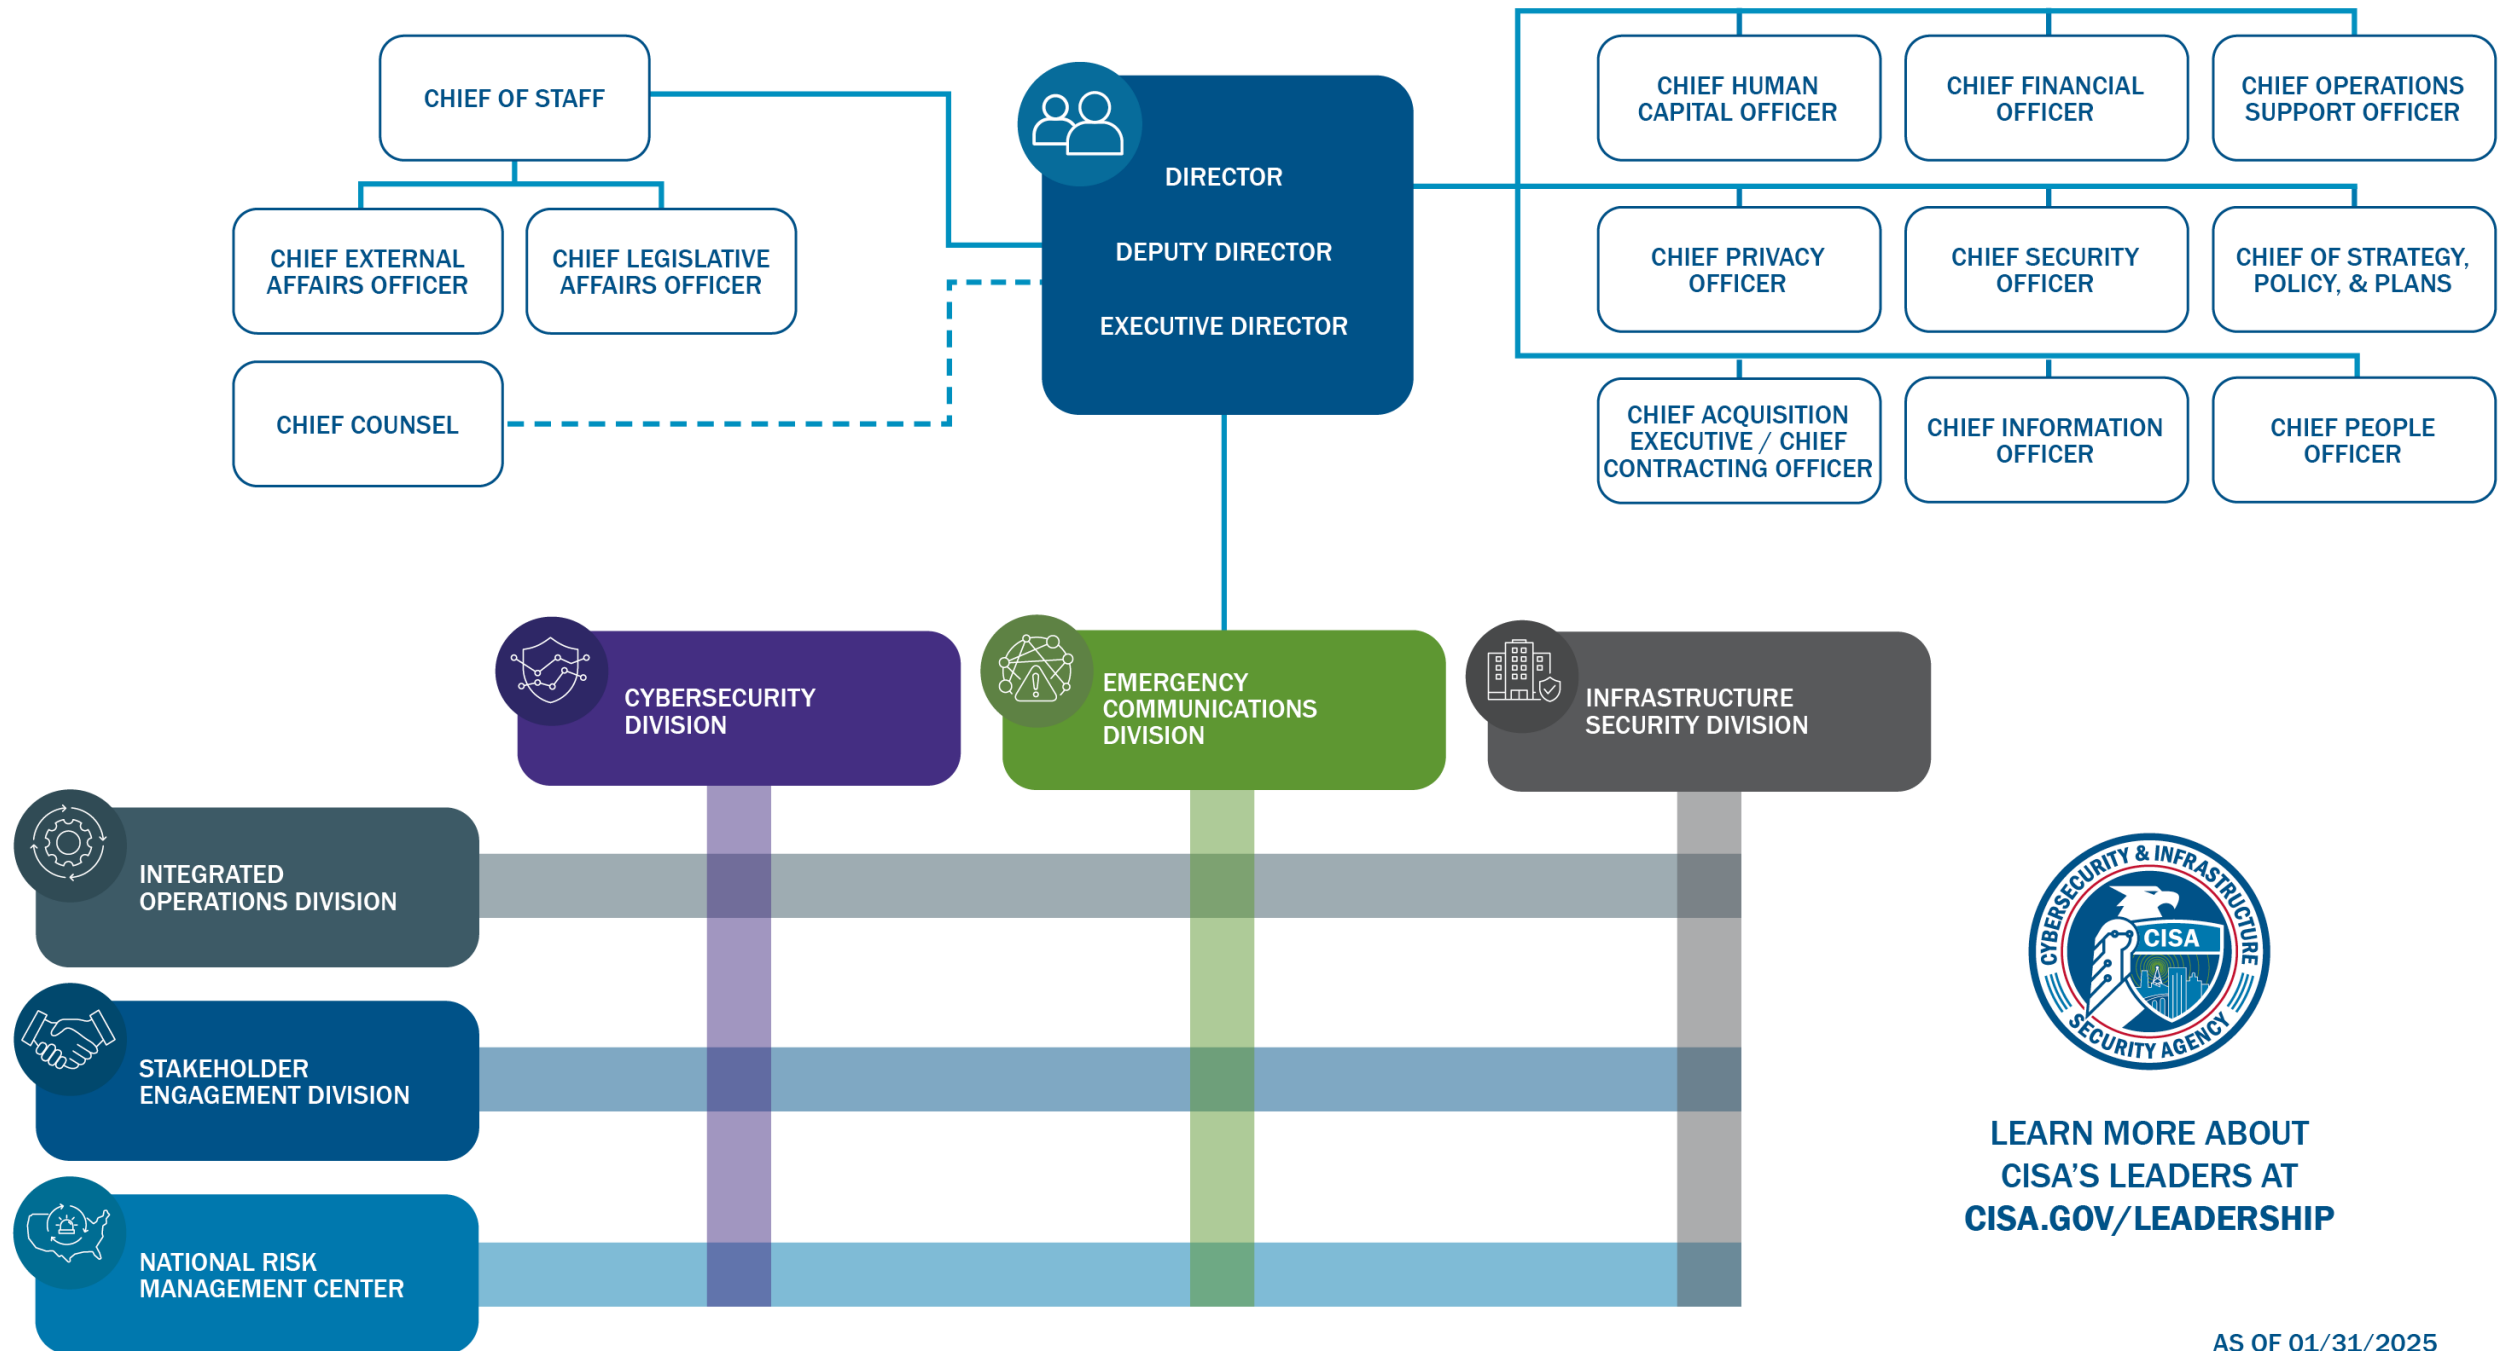 CHIEF OF STAFF
CHIEF EXTERNAL
AFFAIRS OFFICER
CHIEF LEGISLATIVE
AFFAIRS OFFICER
CHIEF COUNSEL
DIRECTOR
DEPUTY DIRECTOR
EXECUTIVE DIRECTOR
CHIEF HUMAN
CAPITAL OFFICER
CHIEF FINANCIAL
OFFICER
CHIEF OPERATIONS
SUPPORT OFFICER
CHIEF PRIVACY
OFFICER
CHIEF SECURITY
OFFICER
CHIEF OF STRATEGY,
POLICY, & PLANS
CHIEF ACQUISITION
EXECUTIVE / CHIEF
CONTRACTING OFFICER
CHIEF INFORMATION
OFFICER
CHIEF PEOPLE
OFFICER
CYBERSECURITY
DIVISION
EMERGENCY
COMMUNICATIONS
DIVISION
INFRASTRUCTURE
SECURITY DIVISION
INTEGRATED
OPERATIONS DIVISION
STAKEHOLDER
ENGAGEMENT DIVISION
NATIONAL RISK
MANAGEMENT CENTER
CYBERSECURITY & INFRASTRUCTURE
SECURITY AGENCY
CISA
LEARN MORE ABOUT
CISA’S LEADERS AT
CISA.GOV/LEADERSHIP
AS OF 01/31/2025